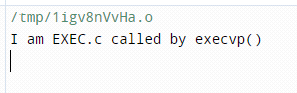 /tmp/1igv8nVvHa.o
I am EXEC.c called by execvp()